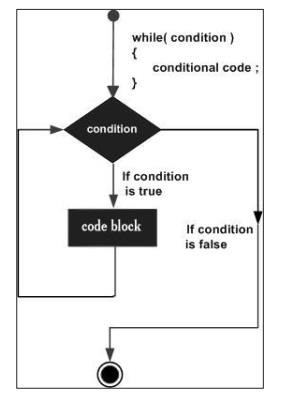 while( condition )
{
conditional code ;
}
condition
If condition
is true
code block
If condition
is false